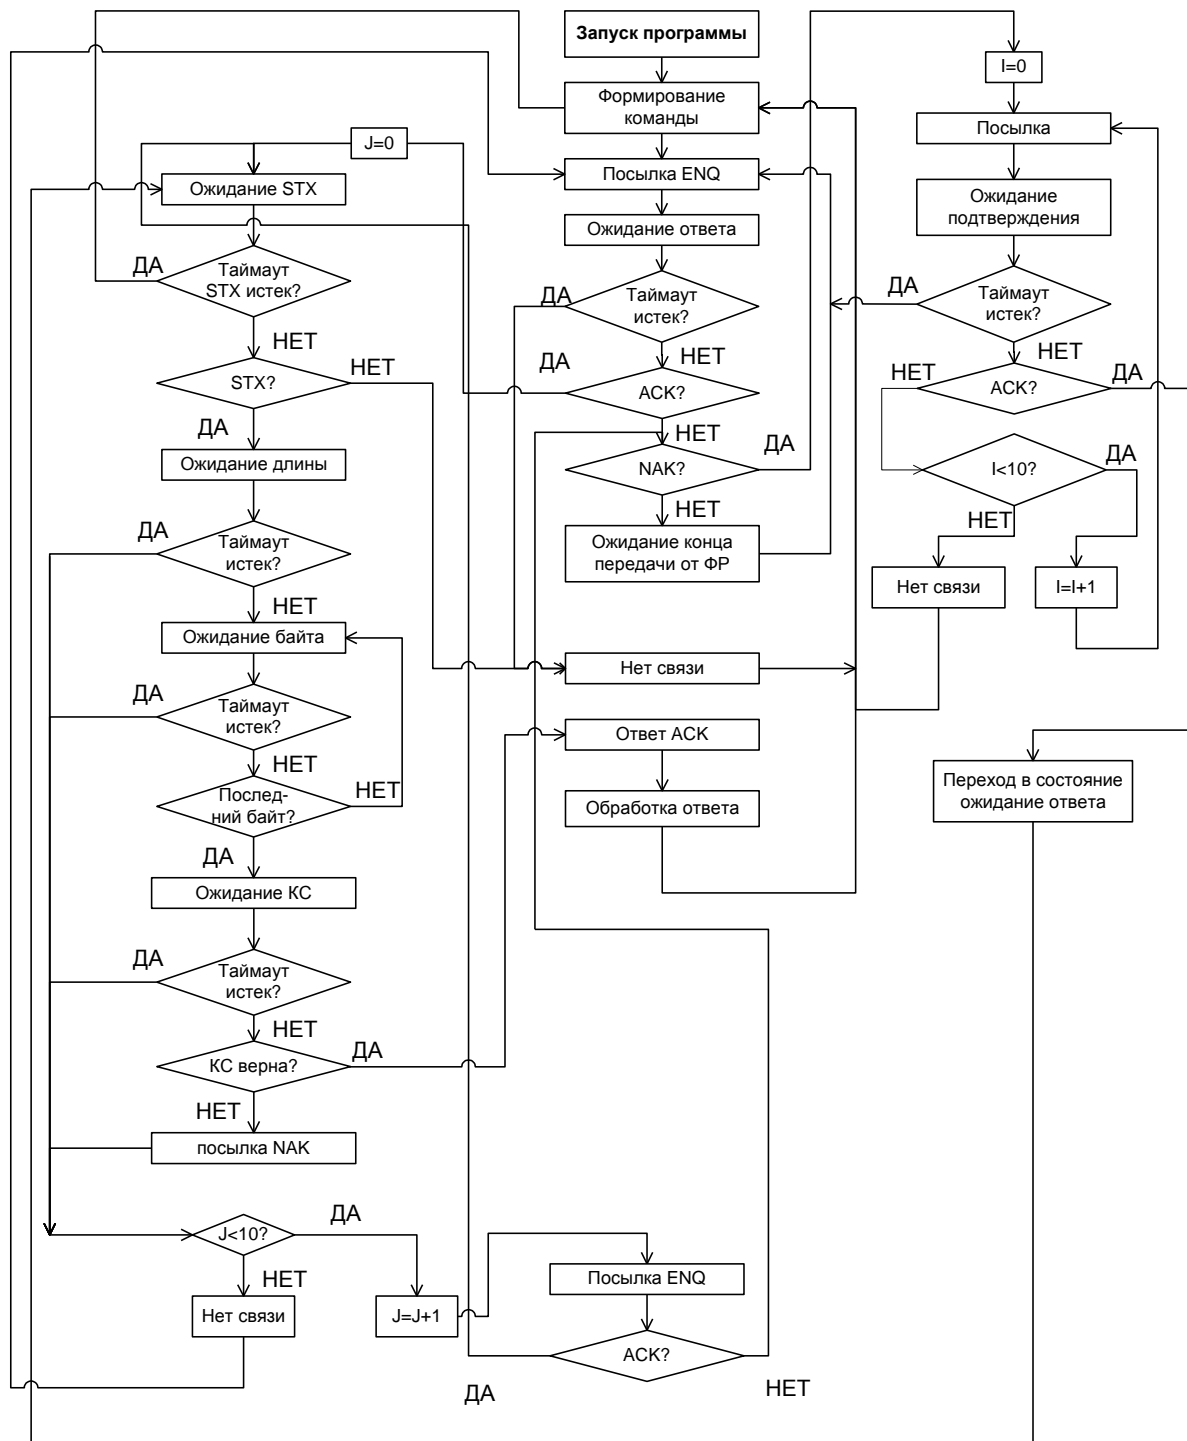 Запуск программы
Формирование
команды
Посылка ENQ
Ожидание ответа
Таймаут
истек?
ДА
НЕТ
ACK?
ДА
НЕТ
NAK?
ДА
НЕТ
Ожидание конца
передачи от ФР
Нет связи
Ответ ACK
Обработка ответа
J=0
Ожидание STX
Таймаут
STX истек?
ДА
НЕТ
STX?
НЕТ
ДА
Ожидание длины
Таймаут
истек?
ДА
НЕТ
Ожидание байта
Таймаут
истек?
ДА
НЕТ
Послед-
ний байт?
НЕТ
ДА
Ожидание КС
Таймаут
истек?
ДА
НЕТ
КС верна?
ДА
НЕТ
посылка NAK
J<10?
ДА
НЕТ
Нет связи
J=J+1
Посылка ENQ
ACK?
ДА
НЕТ
I=0
Посылка
Ожидание
подтверждения
Таймаут
истек?
ДА
НЕТ
ACK?
НЕТ
ДА
I<10?
ДА
НЕТ
Нет связи
I=I+1
Переход в состояние
ожидание ответа